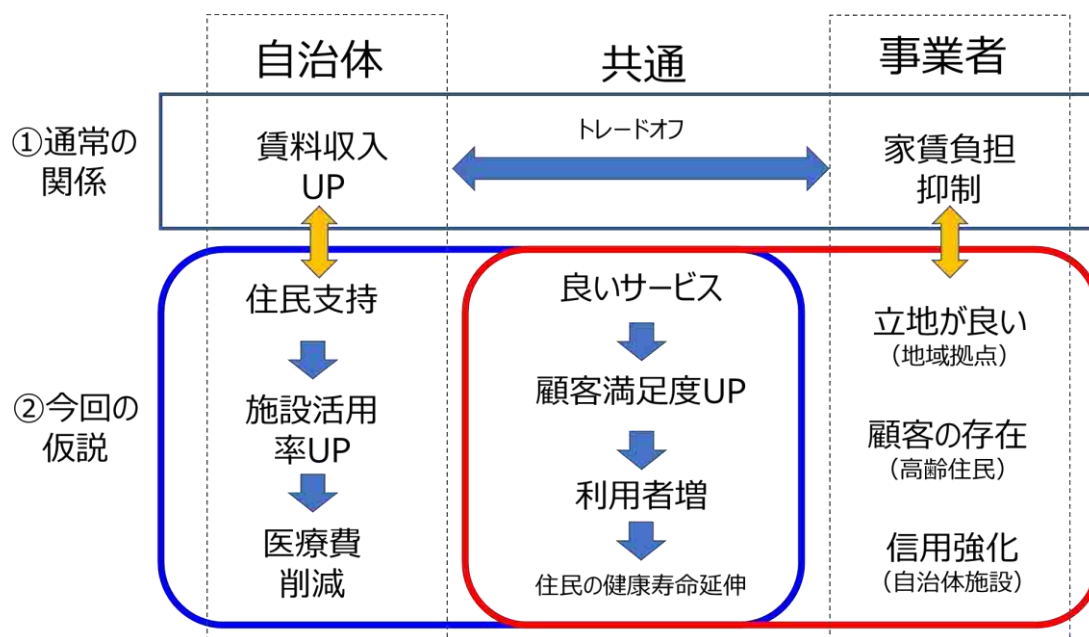 自治体
共通
事業者
①通常の
関係
賃料収入
UP
トレードオフ
家賃負担
抑制
②今回の
仮説
住民支持
施設活用
率UP
医療費
削減
良いサービス
顧客満足度UP
利用者増
住民の健康寿命延伸
立地が良い
（地域拠点）
顧客の存在
（高齢住民）
信用強化
（自治体施設）